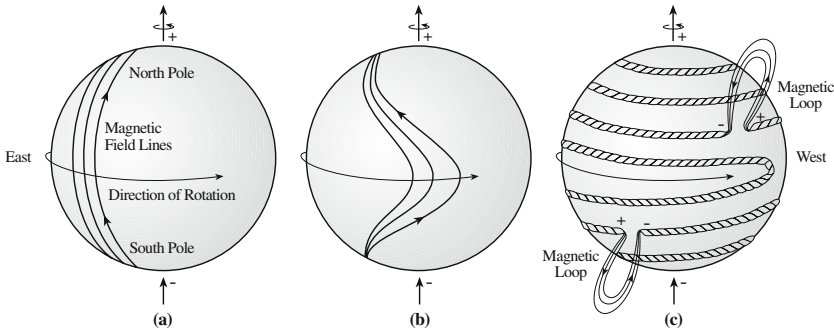 +
North Pole
Magnetic
Field Lines
East
Direction of Rotation
South Pole
-
(a)
+
-
(b)
+
Magnetic
Loop
- +
West
+ -
Magnetic
Loop
-
(c)